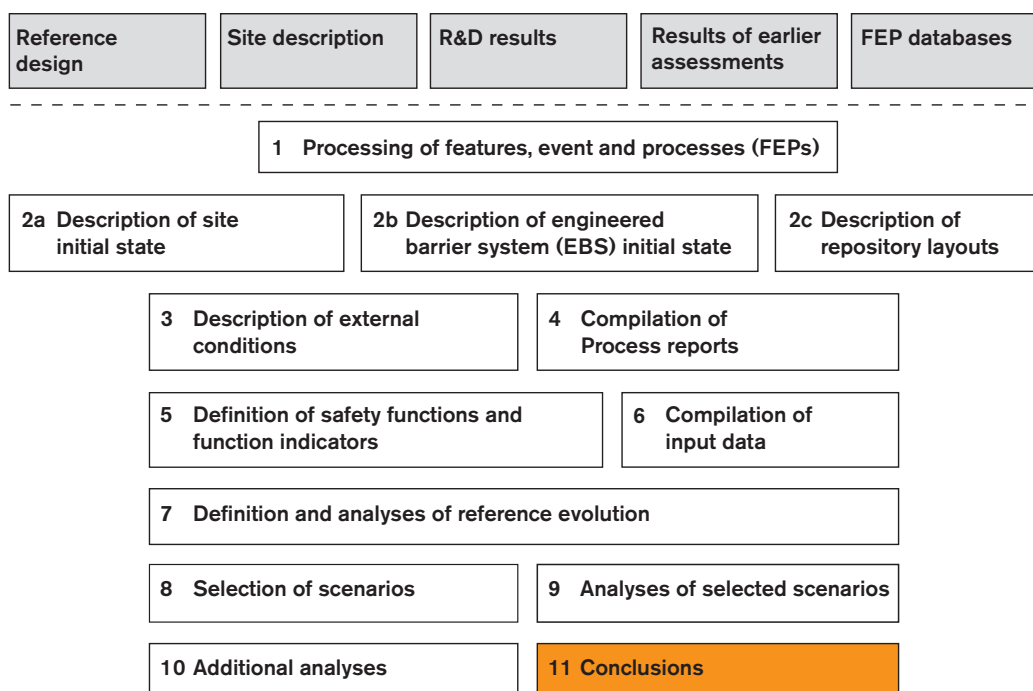 Reference
design
Site description
R&D results
Results of earlier
assessments
FEP databases
1 Processing of features, event and processes (FEPs)
2a Description of site
initial state
2b Description of engineered
barrier system (EBS) initial state
2c Description of
repository layouts
3 Description of external
conditions
4 Compilation of
Process reports
5 Definition of safety functions and
function indicators
6 Compilation of
input data
7 Definition and analyses of reference evolution
8 Selection of scenarios
9 Analyses of selected scenarios
10 Additional analyses
11 Conclusions